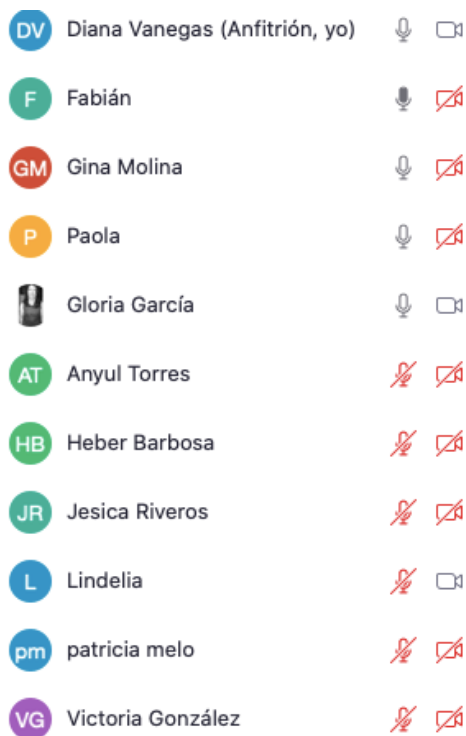 DV Diana Vanegas (Anfitrión, yo)
F Fabián
GM Gina Molina
P Paola
Gloria García
AT Anyul Torres
HB Heber Barbosa
JR Jesica Riveros
L Lindelia
pm patricia melo
VG Victoria González